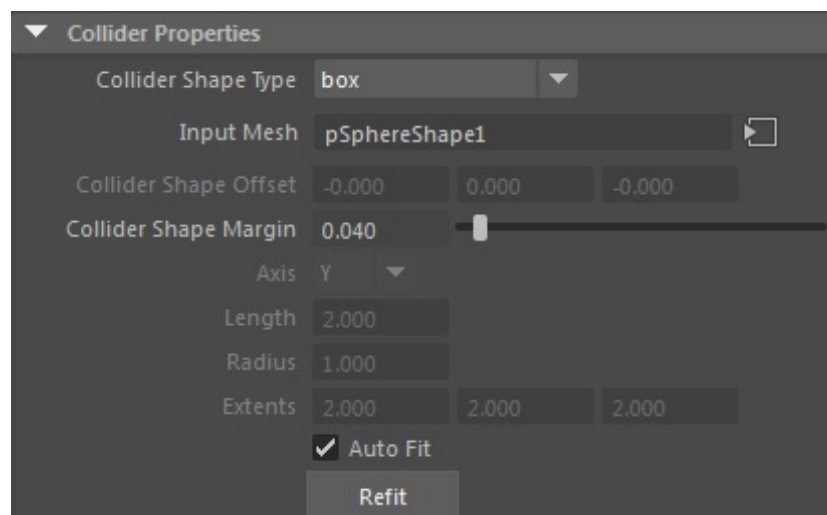 Collider Properties
Collider Shape Type box
Input Mesh pSphereShape1
Collider Shape Offset -0.000 0.000 -0.000
Collider Shape Margin 0.040
Axis Y
Length 2.000
Radius 1.000
Extents 2.000 2.000 2.000
Auto Fit
Refit